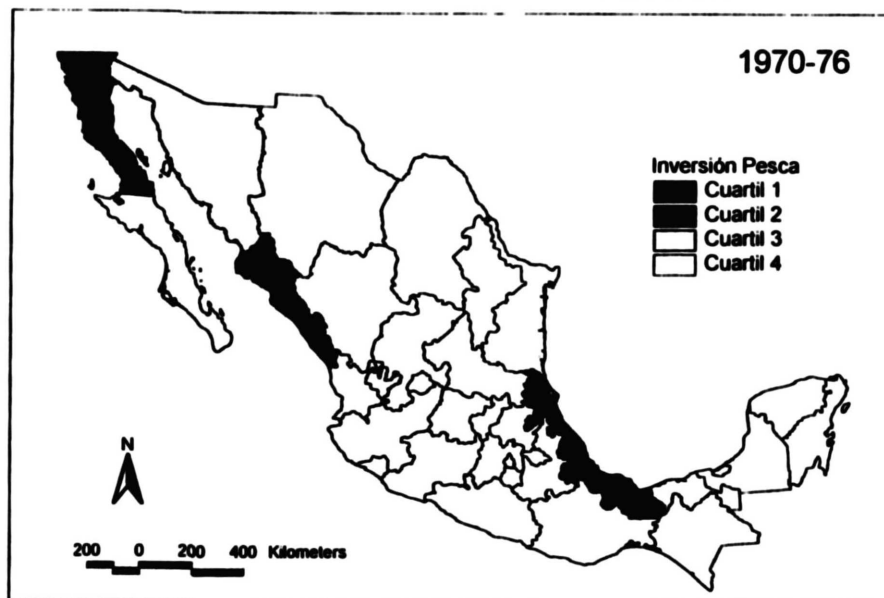 1970-76
Inversión Pesca
Cuartil 1
Cuartil 2
Cuartil 3
Cuartil 4
N
200 0 200 400 Kilometers